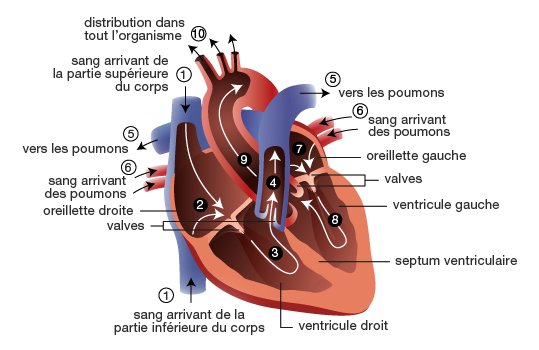 distribution dans
tout l'organisme
10
sang arrivant de
la partie supérieure
du corps
1
5
vers les poumons
6
sang arrivant
des poumons
5
vers les poumons
6
sang arrivant
des poumons
7
oreillette gauche
9
4
valves
oreillette droite
2
ventricule gauche
valves
8
3
septum ventriculaire
1
sang arrivant de la
partie inférieure du corps
ventricule droit